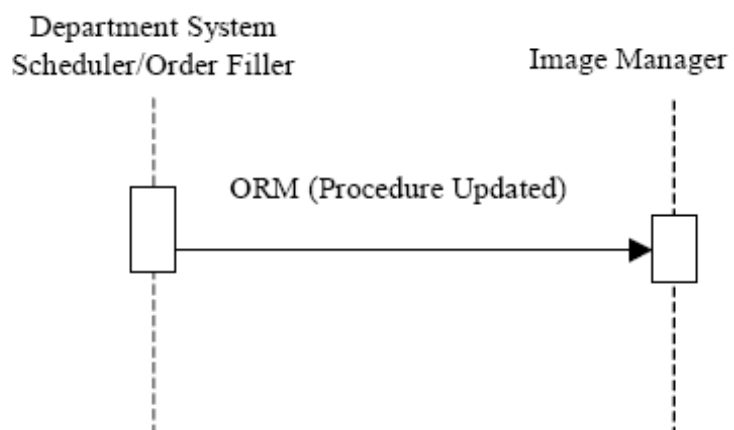 Department System
Scheduler/Order Filler
Image Manager
ORM (Procedure Updated)